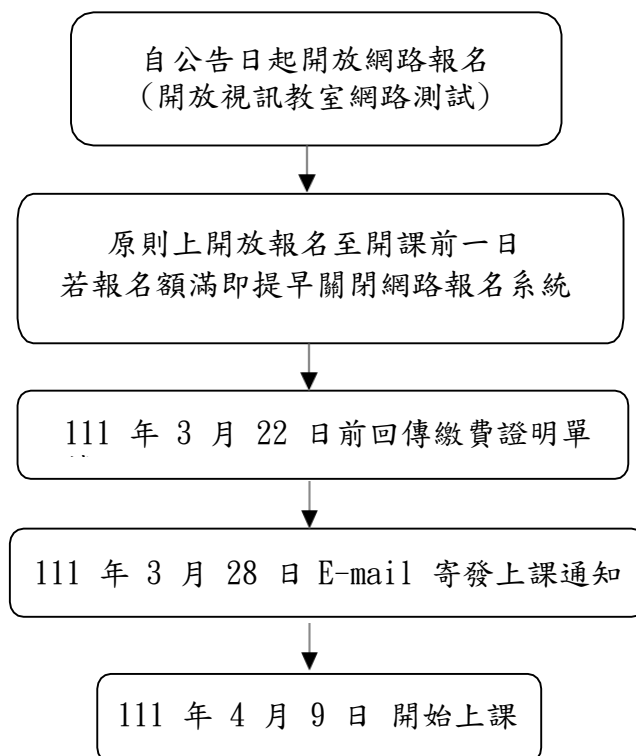 自公告日起開放網路報名
(開放視訊教室網路測試)
原則上開放報名至開課前一日
若報名額滿即提早關閉網路報名系統
111 年 3 月 22 日前回傳繳費證明單
111 年 3 月 28 日 E-mail 寄發上課通知
111 年 4 月 9 日 開始上課